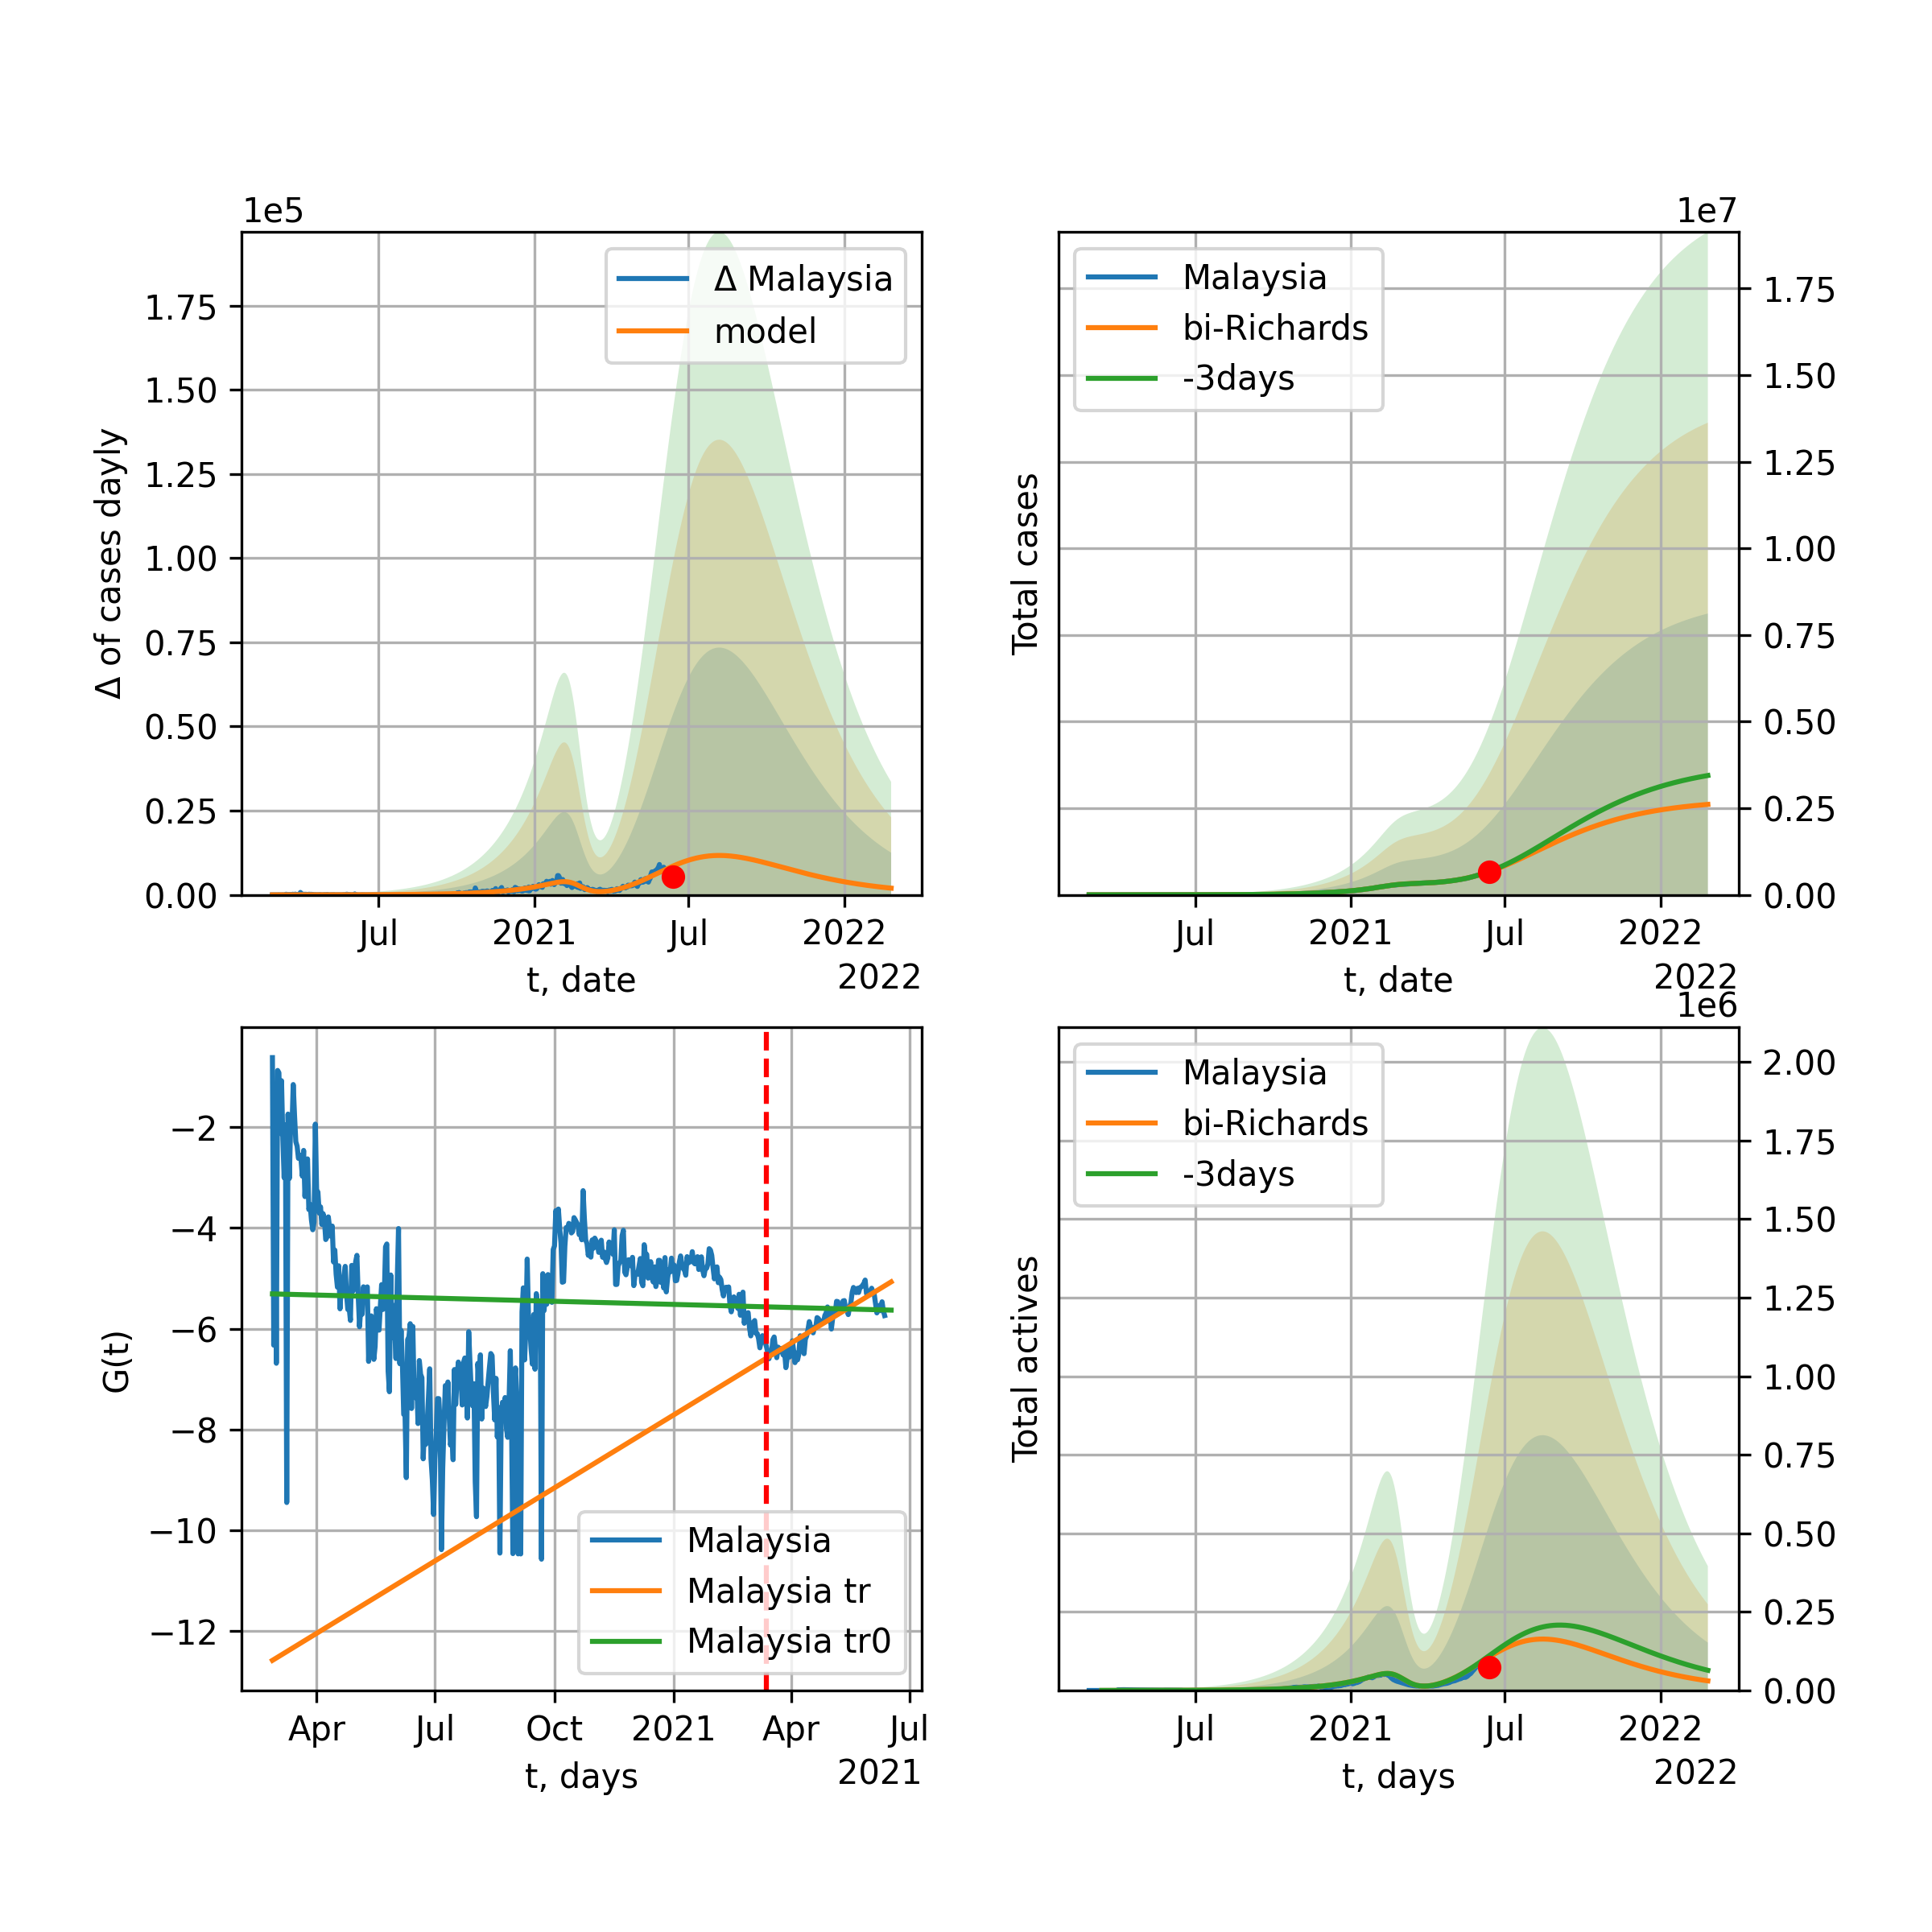 1e5
Δ of cases dayly
1.75
1.50
1.25
1.00
0.75
0.50
0.25
0.00
Δ Malaysia
model
Jul
2021
Jul
2022
t, date
2022
1e7
Total cases
Malaysia
bi-Richards
-3days
1.75
1.50
1.25
1.00
0.75
0.50
0.25
0.00
Jul
2021
Jul
2022
t, date
2022
G(t)
−2
−4
−6
−8
−10
−12
Malaysia
Malaysia tr
Malaysia tr0
Apr
Jul
Oct
2021
Apr
Jul
t, days
2021
1e6
Total actives
Malaysia
bi-Richards
-3days
2.00
1.75
1.50
1.25
1.00
0.75
0.50
0.25
0.00
Jul
2021
Jul
2022
t, days
2022